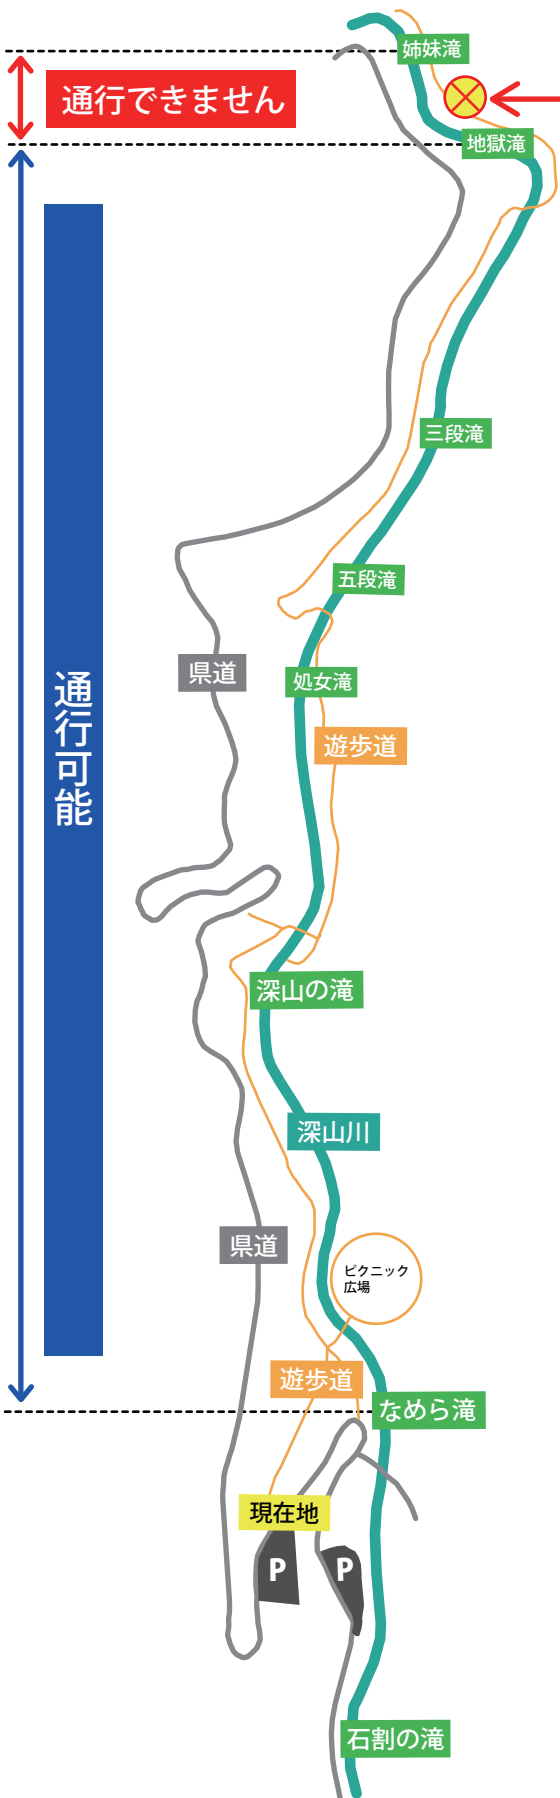 姉妹滝
通行できません
地獄滝
三段滝
五段滝
県道
処女滝
遊歩道
通行可能
深山の滝
深山川
県道
ピクニック
広場
遊歩道
なめら滝
現在地
P
P
石割の滝